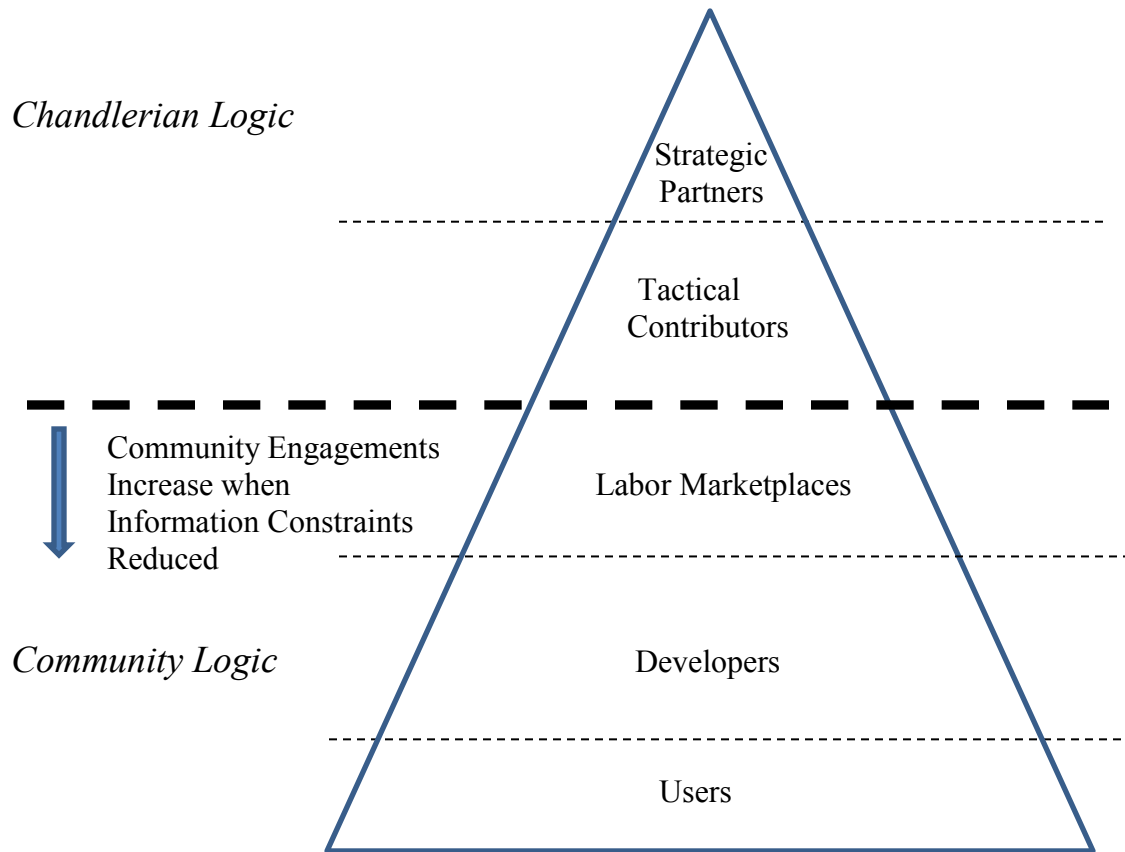 Chandlerian Logic
Strategic
Partners
Tactical
Contributors
Community Engagements
Increase when
Information Constraints
Reduced
Labor Marketplaces
Community Logic
Developers
Users